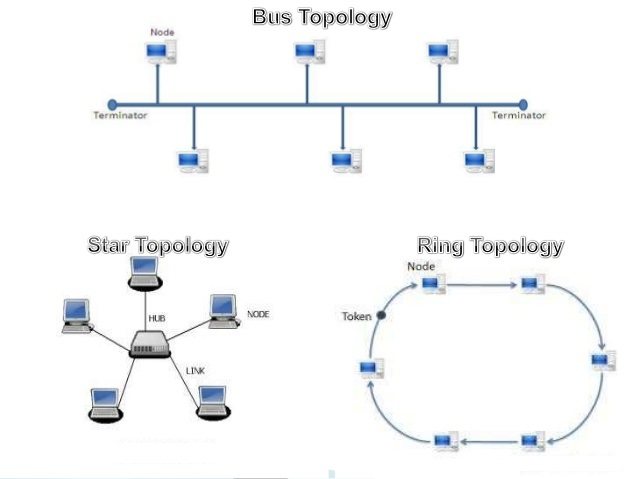 Bus Topology
Node
Terminator
Terminator
Star Topology
HUB
NODE
LINK
Ring Topology
Node
Token